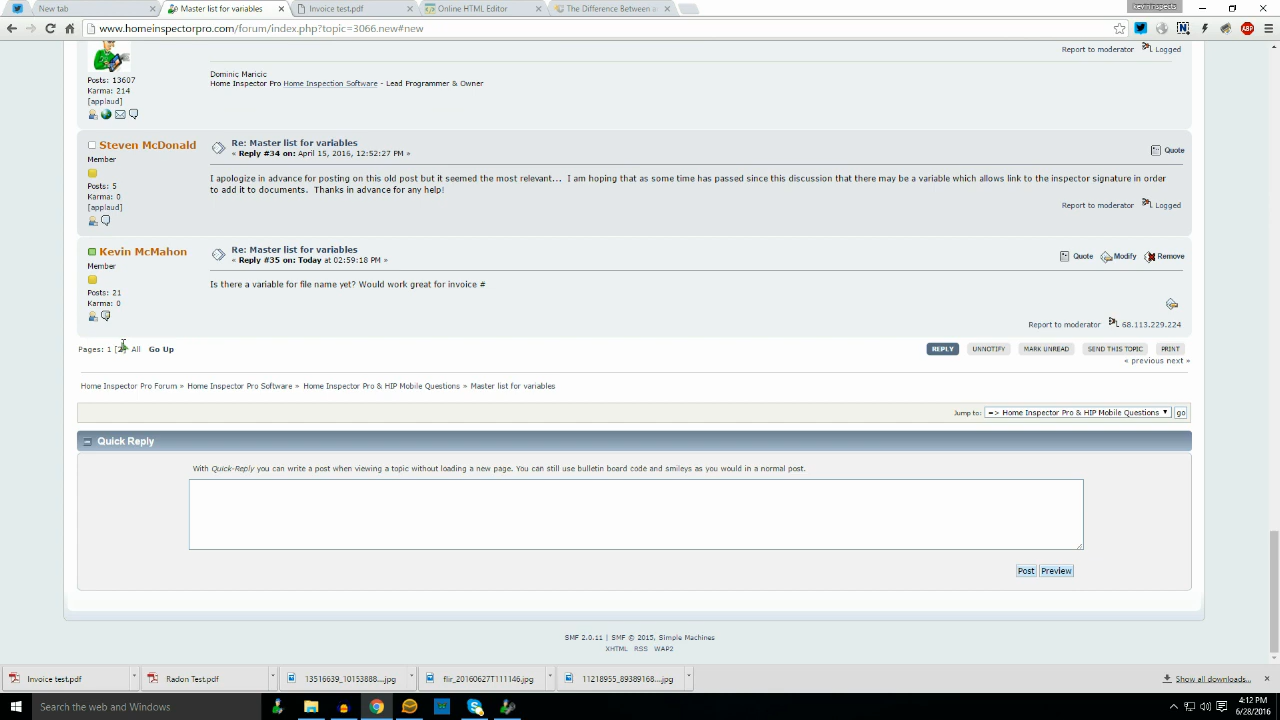 New tab
Master list for variables
Invoice test.pdf
Online HTML Editor
The Difference Between a
kevininspects
www.homeinspectorpro.com/forum/index.php?topic=3066.new#new
ABP
Report to moderator
Logged
Dominic Maricic
Home Inspector Pro Home Inspection Software - Lead Programmer & Owner
Posts: 13607
Karma: 214
[applaud]
Steven McDonald
Member
Posts: 5
Karma: 0
[applaud]
Re: Master list for variables
« Reply #34 on: April 15, 2016, 12:52:27 PM »
Quote
I apologize in advance for posting on this old post but it seemed the most relevant... I am hoping that as some time has passed since this discussion that there may be a variable which allows link to the inspector signature in order
to add it to documents. Thanks in advance for any help!
Report to moderator
Logged
Kevin McMahon
Member
Posts: 21
Karma: 0
Re: Master list for variables
« Reply #35 on: Today at 02:59:18 PM »
Quote
Modify
Remove
Is there a variable for file name yet? Would work great for invoice #
Report to moderator
68.113.229.224
Pages: 1 [2] All Go Up
REPLY
UNNOTIFY
MARK UNREAD
SEND THIS TOPIC
PRINT
« previous next »
Home Inspector Pro Forum » Home Inspector Pro Software » Home Inspector Pro & HIP Mobile Questions » Master list for variables
Jump to: => Home Inspector Pro & HIP Mobile Questions go
Quick Reply
With Quick-Reply you can write a post when viewing a topic without loading a new page. You can still use bulletin board code and smileys as you would in a normal post.
Post
Preview
SMF 2.0.11 | SMF © 2015, Simple Machines
XHTML RSS WAP2
Invoice test.pdf
Radon Test.pdf
13516639_10153888....jpg
flir_20160627T111146.jpg
11218955_89389168....jpg
Show all downloads...
Search the web and Windows
4:12 PM
6/28/2016